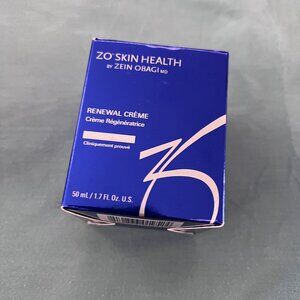 ZO® SKIN HEALTH
BY ZEIN OBAGI MD
RENEWAL CRÈME
Crème Régénératrice
Cliniquement prouvé
50 mL / 1.7 Fl. Oz. U.S.